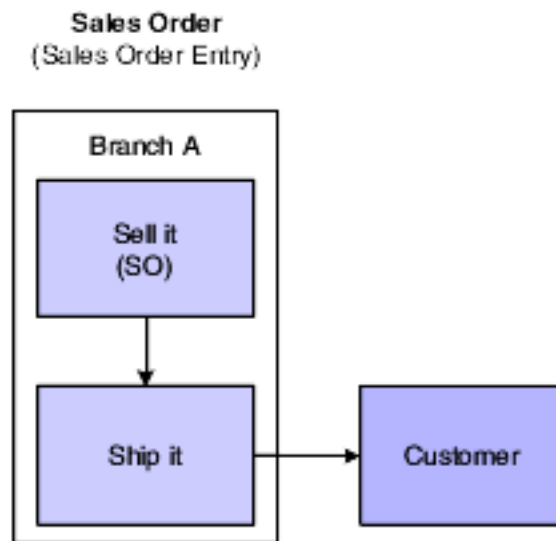 Sales Order
(Sales Order Entry)
Branch A
Sell it
(SO)
Ship it
Customer